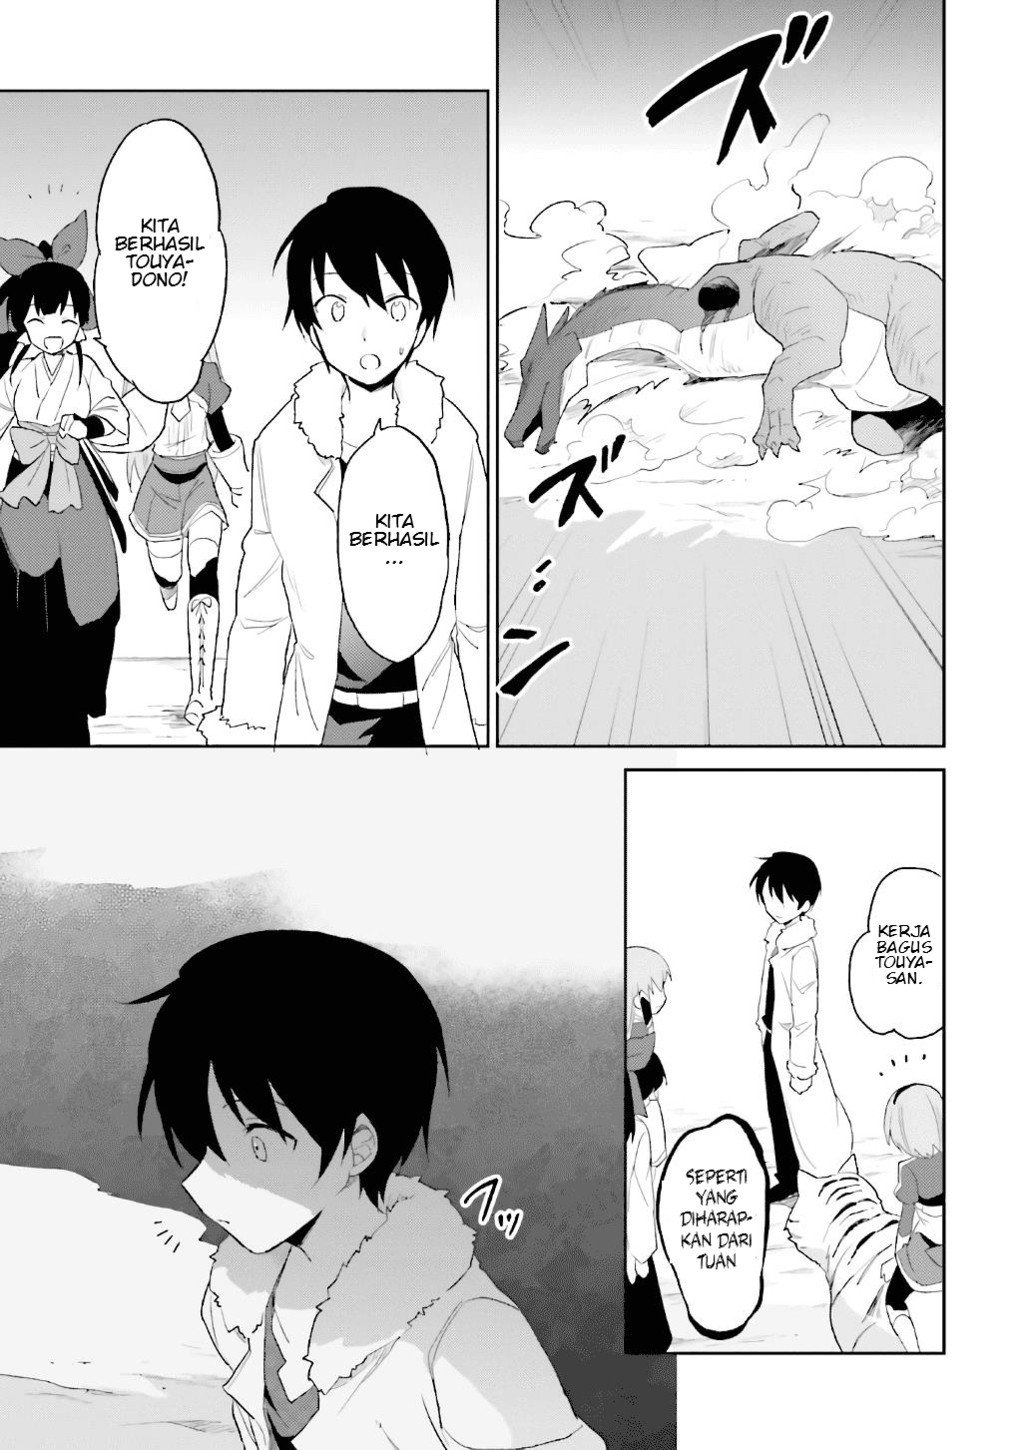 ズズ
ズ
ン
KITA
BERHASIL
...
KITA
BERHASIL
TOUYA-
DONO!
KERJA
BAGUS
TOUYA-
SAN.
SEPERTI
YANG
DIHARAP-
KAN DARI
TUAN
フッ